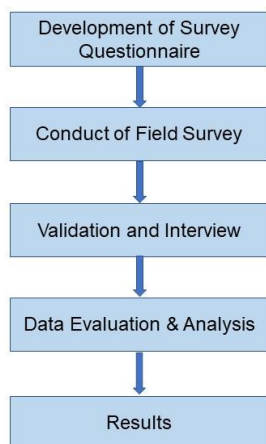 Development of Survey
Questionnaire
Conduct of Field Survey
Validation and Interview
Data Evaluation & Analysis
Results